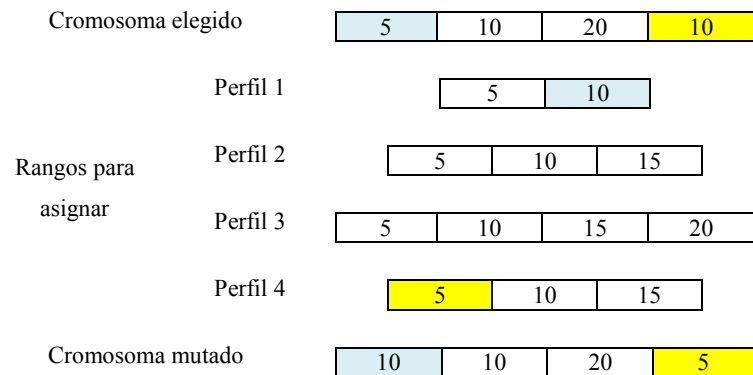 Cromosoma elegido 5 10 20 10
Perfil 1 5 10
Perfil 2 5 10 15
Rangos para
asignar
Perfil 3 5 10 15 20
Perfil 4 5 10 15
Cromosoma mutado 10 10 20 5